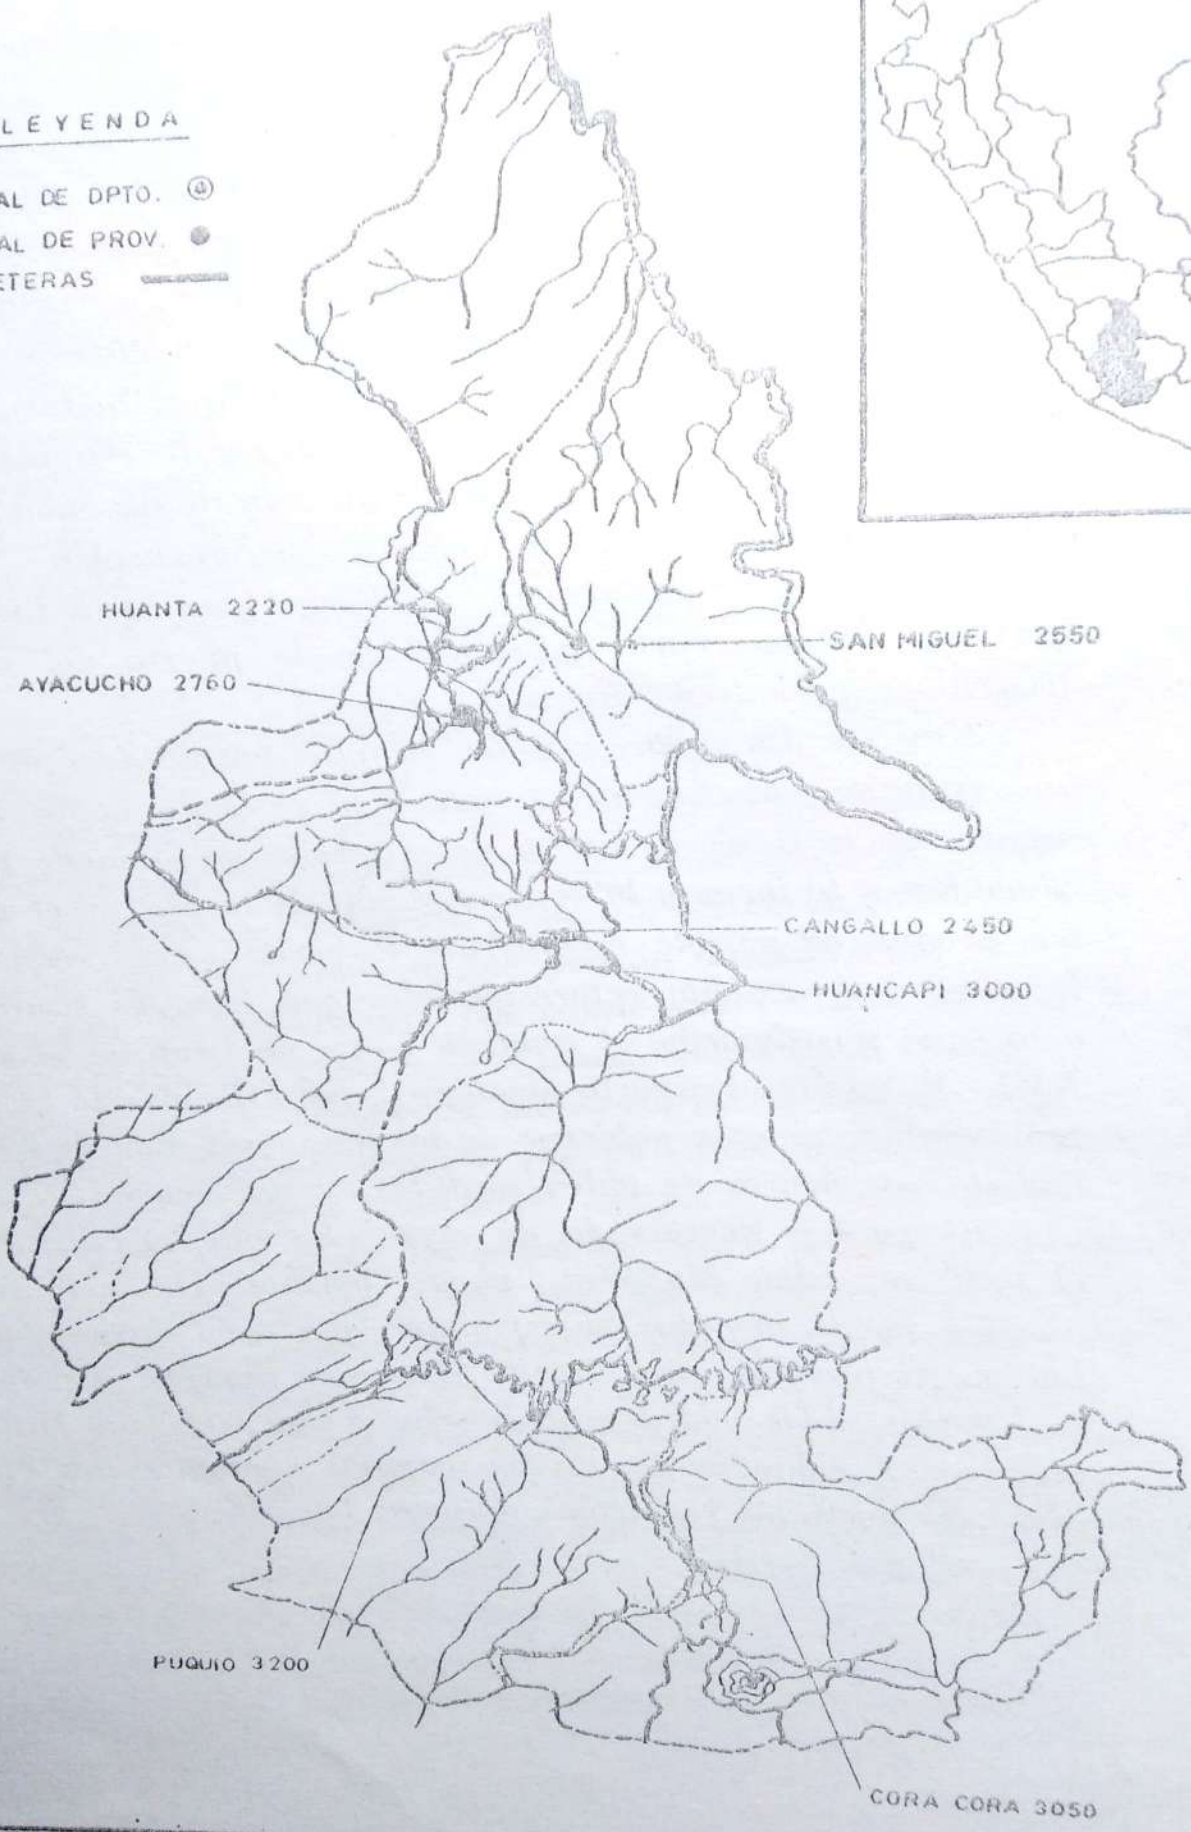 LEYENDA
AL DE DPTO.
AL DE PROV.
ETERAS
HUANTA 2220
SAN MIGUEL 2550
AYACUCHO 2760
CANGALLO 2450
HUANCAPI 3000
PUQUIO 3200
CORA CORA 3050